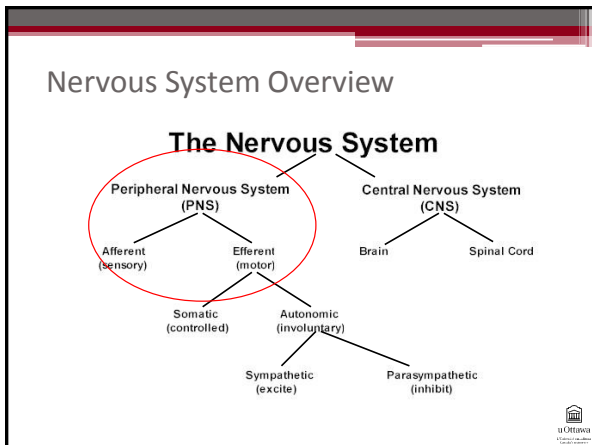 Nervous System Overview
The Nervous System
Peripheral Nervous System
(PNS)
Central Nervous System
(CNS)
Afferent
(sensory)
Efferent
(motor)
Brain
Spinal Cord
Somatic
(controlled)
Autonomic
(involuntary)
Sympathetic
(excite)
Parasympathetic
(inhibit)
uOttawa